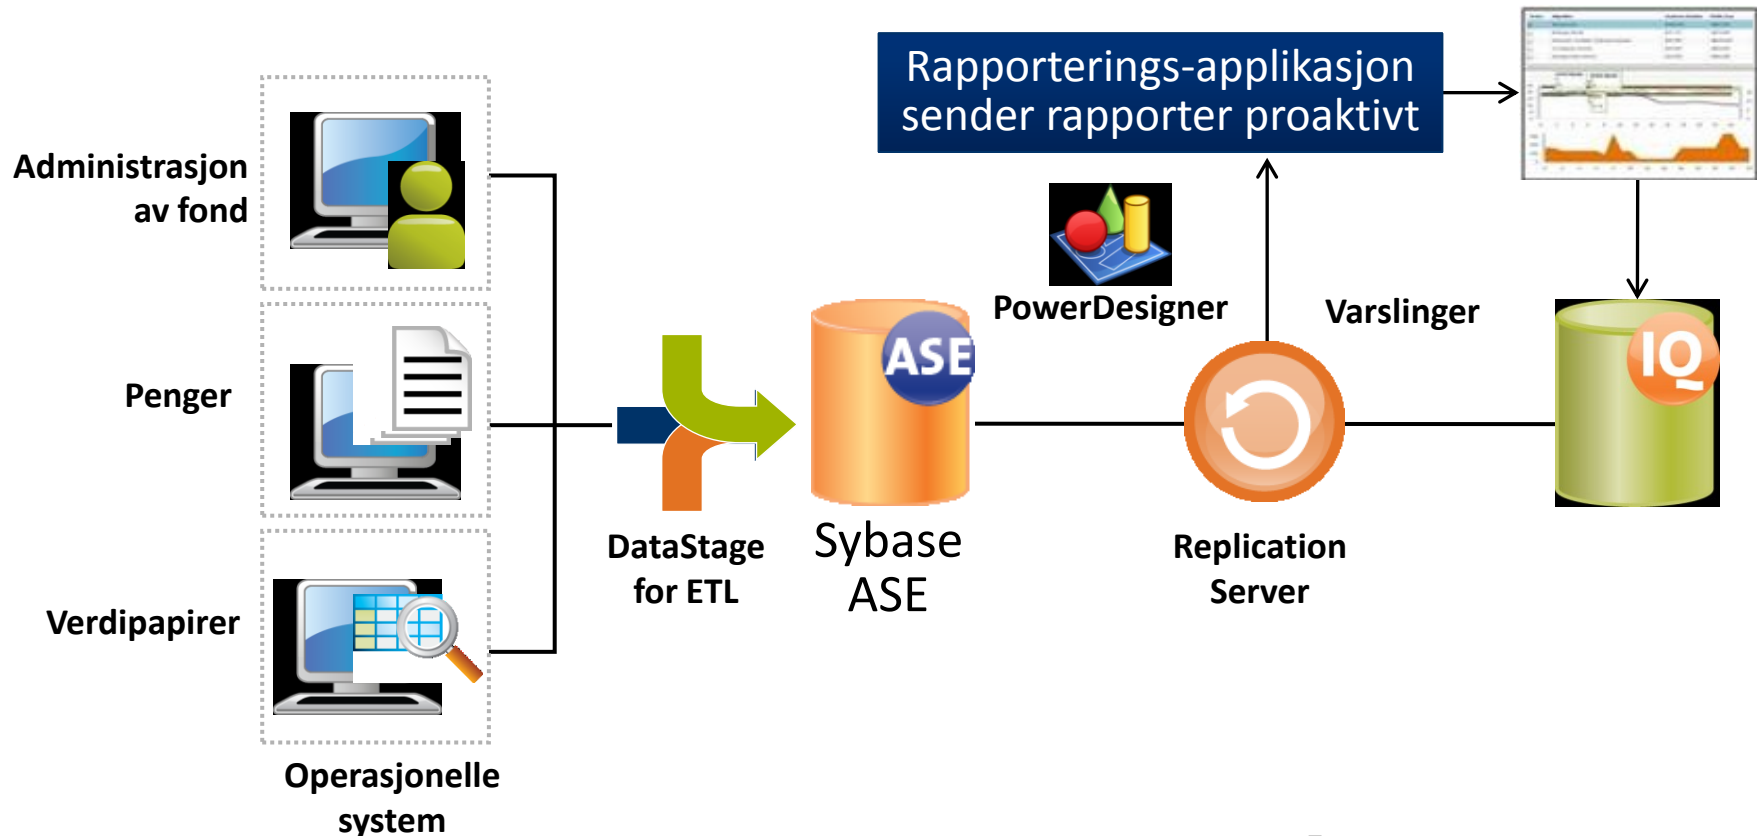 Rapporterings-applikasjon
sender rapporter proaktivt
Administrasjon
av fond
PowerDesigner
Varslinger
ASE
IQ
Penger
DataStage
for ETL
Sybase
ASE
Replication
Server
Verdipapirer
Operasjonelle
system